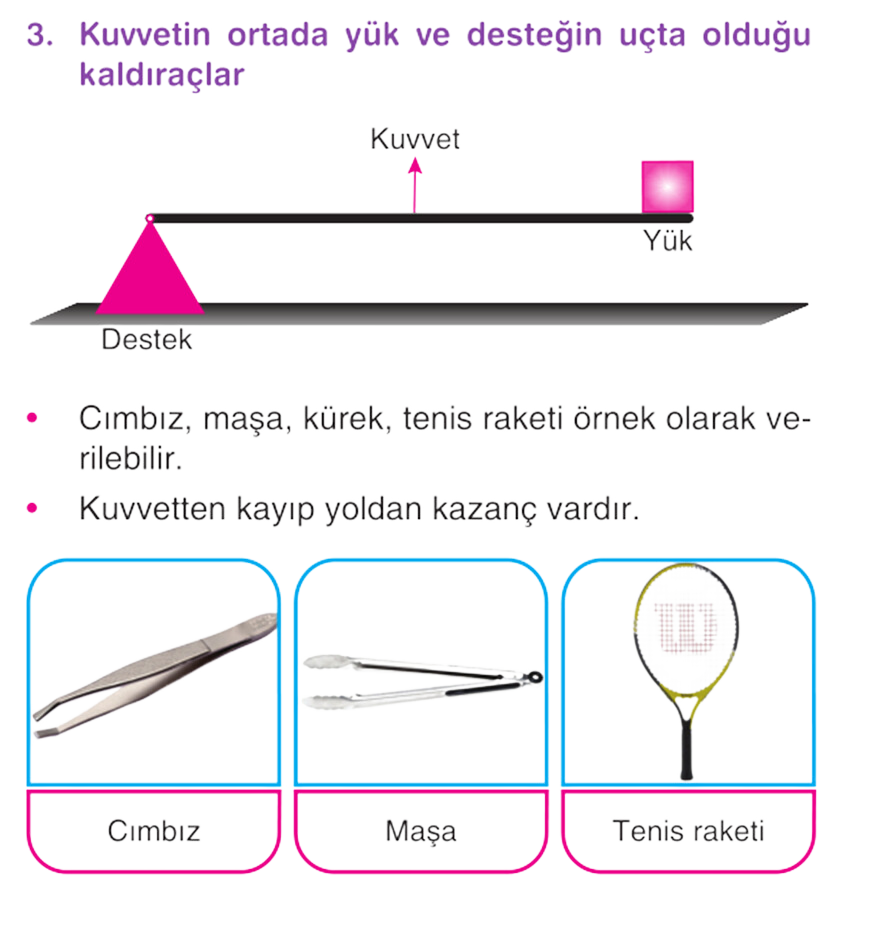 3. Kuvvetin ortada yük ve desteğin uçta olduğu
kaldıraçlar
Kuvvet
Yük
Destek
• Cımbız, maşa, kürek, tenis raketi örnek olarak ve-
rilebilir.
• Kuvvetten kayıp yoldan kazanç vardır.
W
Cımbız
Maşa
Tenis raketi